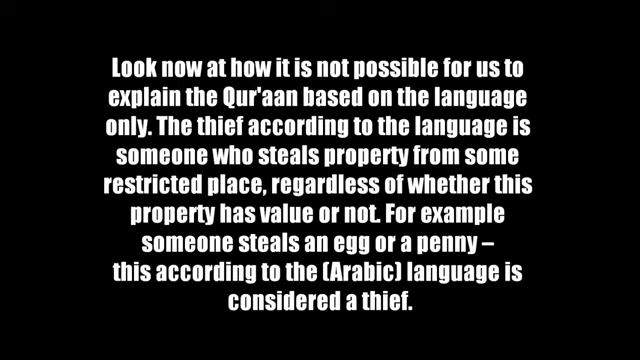 Look now at how it is not possible for us to
explain the Qur'aan based on the language
only. The thief according to the language is
someone who steals property from some
restricted place, regardless of whether this
property has value or not. For example
someone steals an egg or a penny –
this according to the (Arabic) language is
considered a thief.